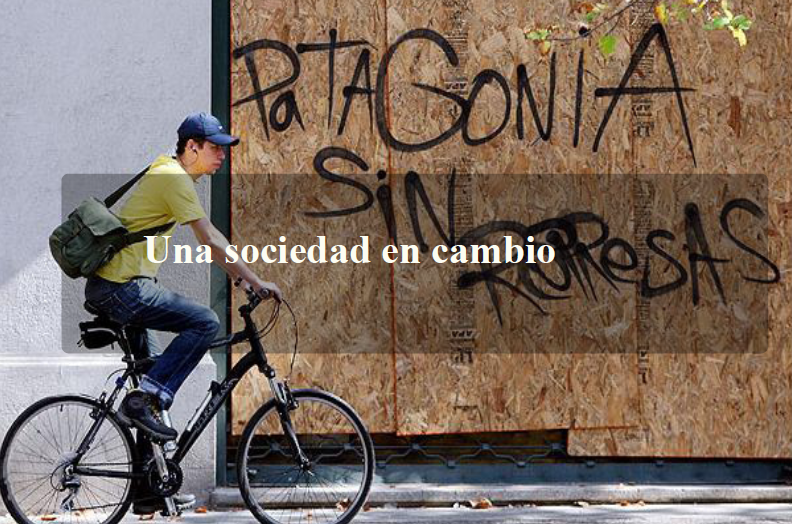 PaTAGONIA
SiN
REPResAS
Una sociedad en cambio